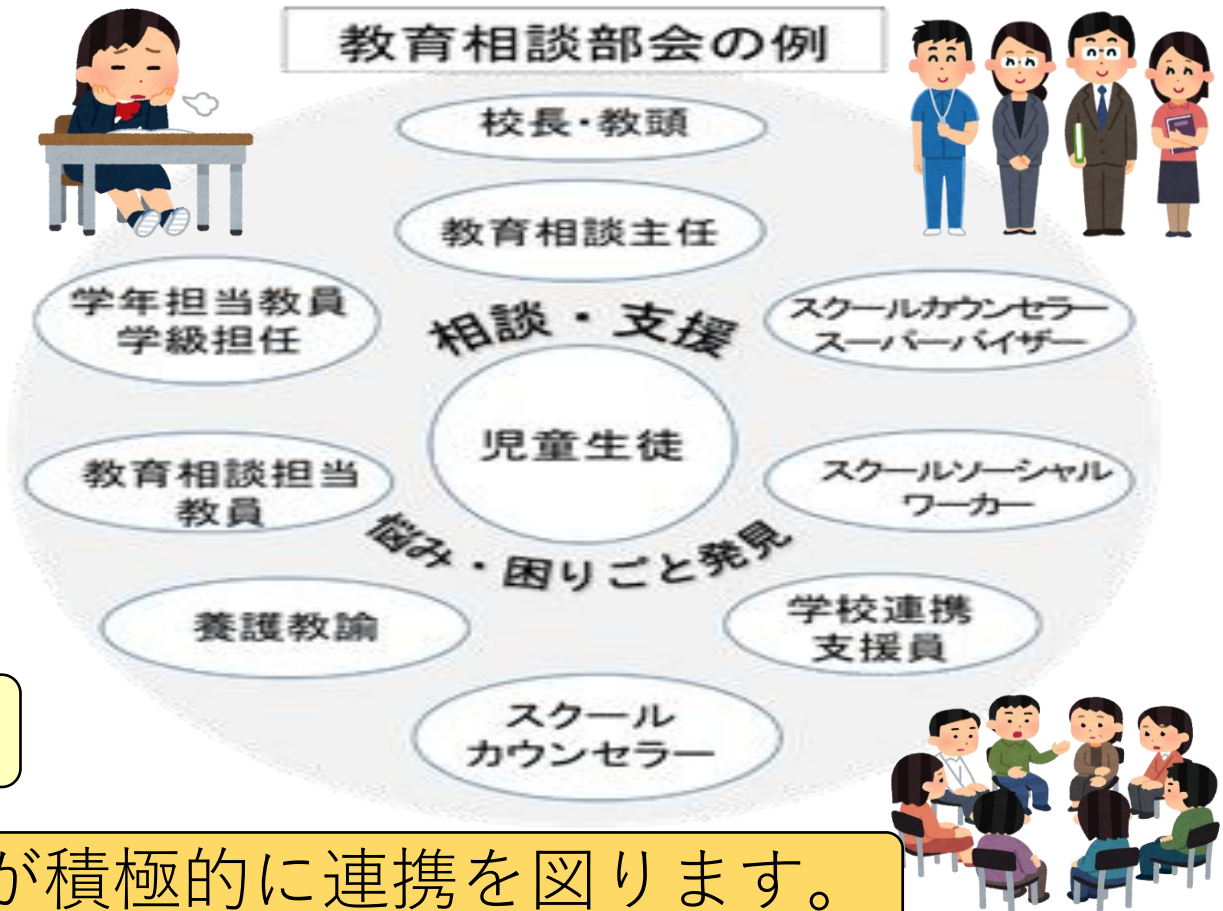 教育相談部会の例
校長・教頭
教育相談主任
学年担当教員
学級担任
相談・支援
スクールカウンセラー
スーパーバイザー
児童生徒
教育相談担当
教員
スクールソーシャル
ワーカー
悩み・困りごと発見
養護教諭
学校連携
支援員
スクール
カウンセラー
が積極的に連携を図ります。